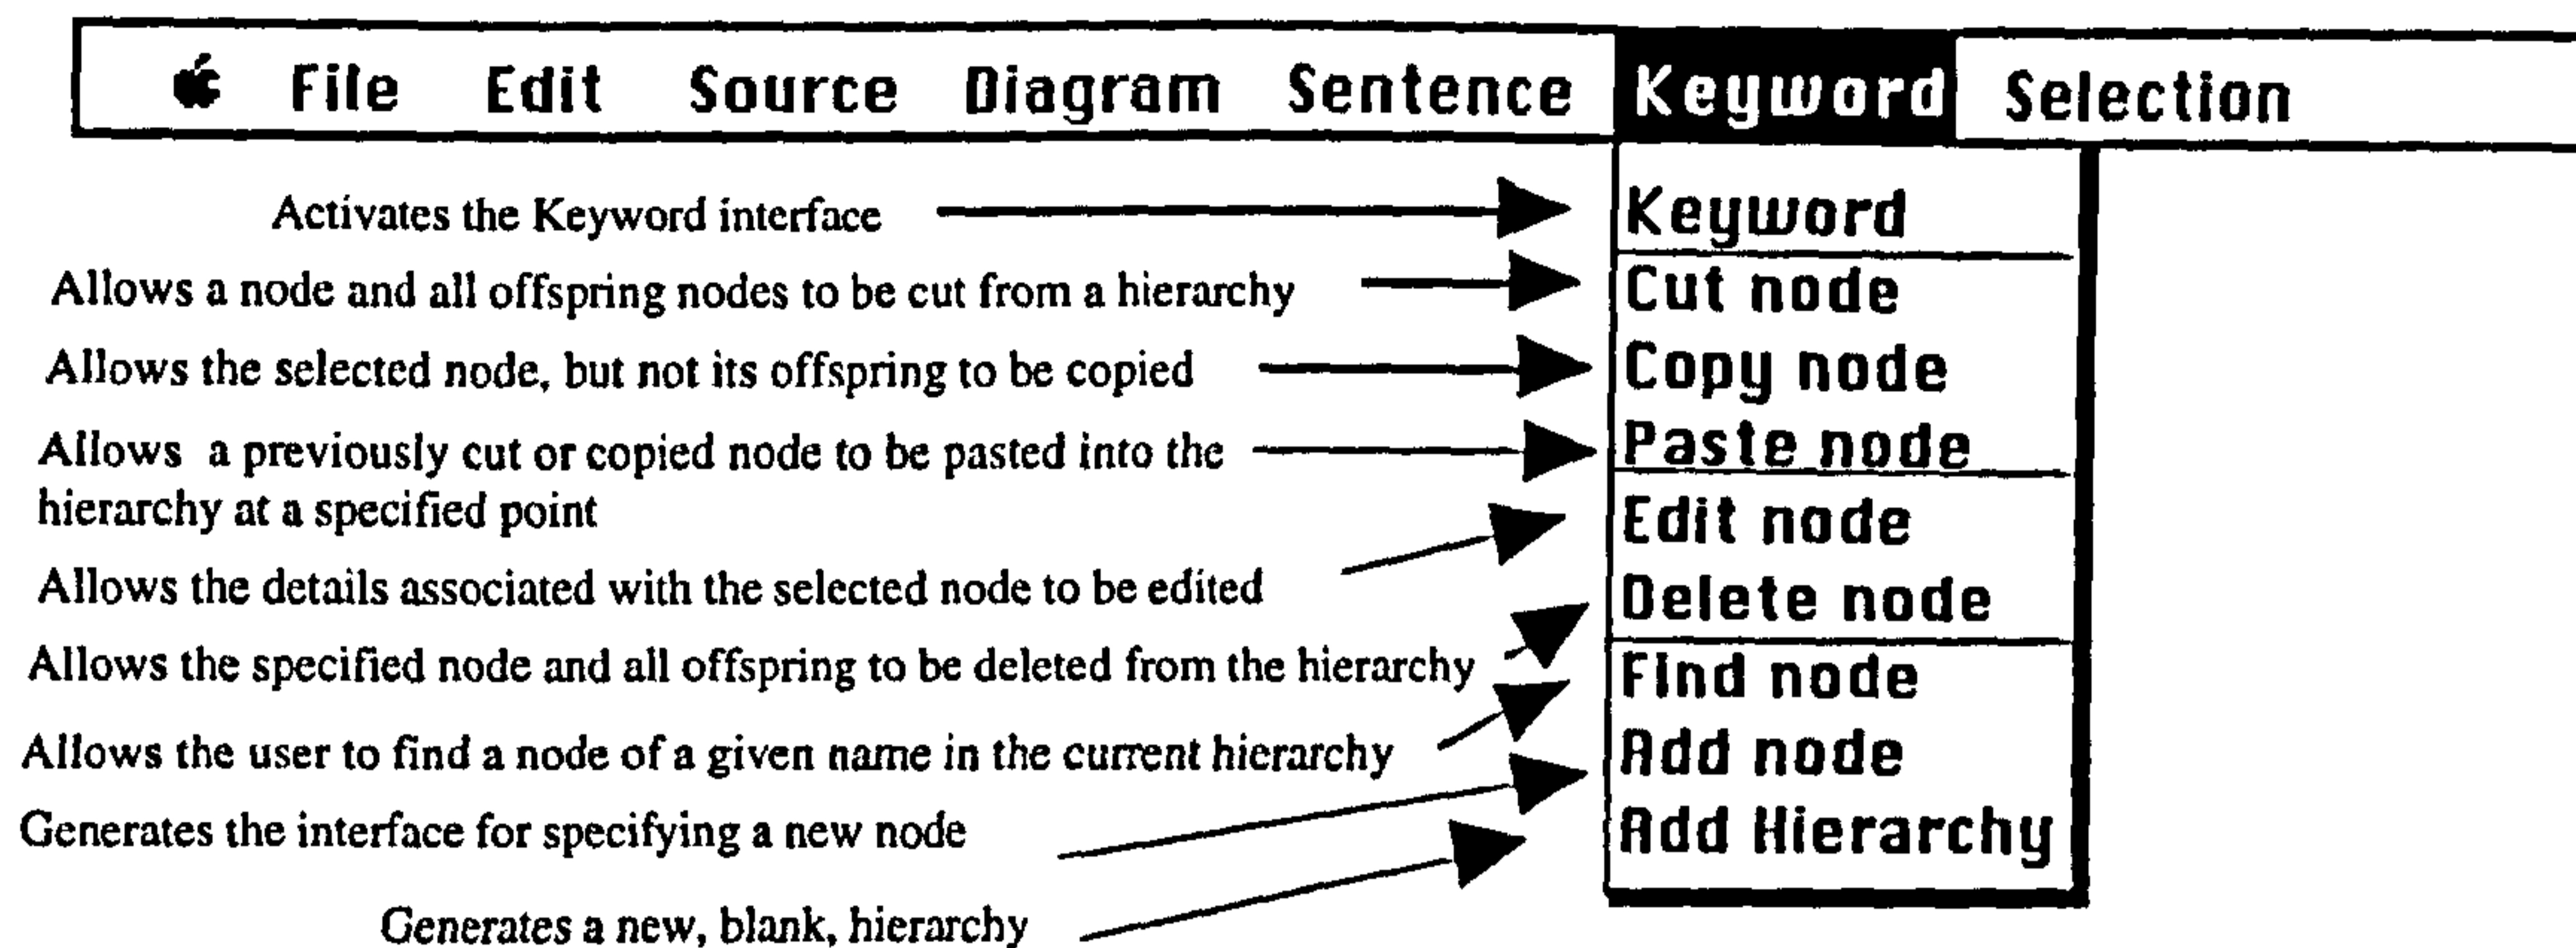 File Edit Source Diagram Sentence Keyword Selection
Activates the Keyword interface
Keyword
Allows a node and all offspring nodes to be cut from a hierarchy
Cut node
Allows the selected node, but not its offspring to be copied
Copy node
Allows a previously cut or copied node to be pasted into the
hierarchy at a specified point
Paste node
Allows the details associated with the selected node to be edited
Edit node
Allows the specified node and all offspring to be deleted from the hierarchy
Delete node
Allows the user to find a node of a given name in the current hierarchy
Find node
Generates the interface for specifying a new node
Add node
Generates a new, blank, hierarchy
Add Hierarchy